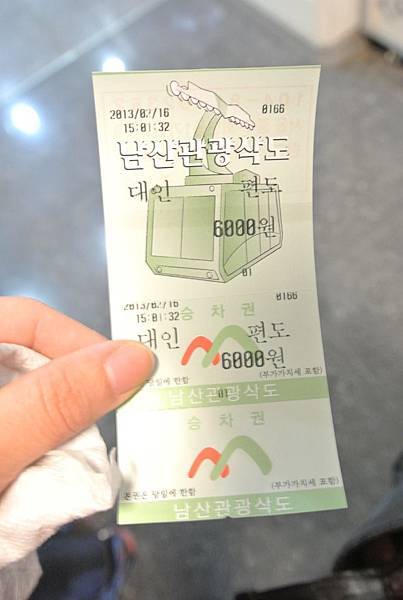 2013/02/16 0166
15:01:32
남산관광삭도
대인 편도
6000원
01
2013/02/16 0166
15:01:32 승차권
대인 편도
6000원
당일에 한함 (부가가치세 포함)
01
남산관광삭도
승차권
본권은 당일에 한함 (부가가치세 포함)
남산관광삭도